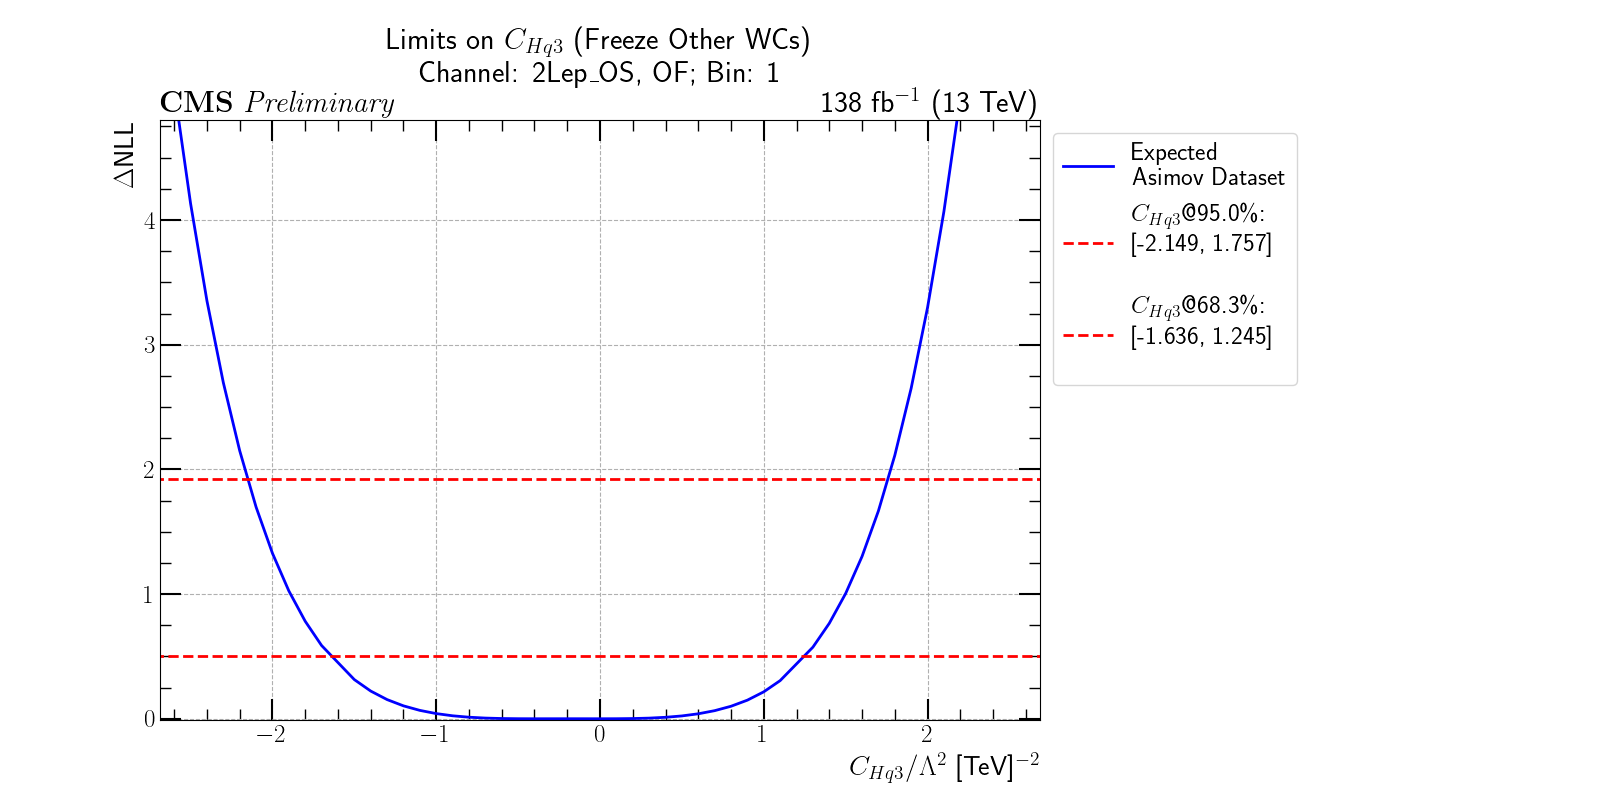 Limits on C_{Hq3} (Freeze Other WCs)
Channel: 2Lep_OS, OF; Bin: 1
CMS Preliminary
138 fb^{-1} (13 TeV)
ΔNLL
4
3
2
1
0
−2
−1
0
1
2
C_{Hq3}/Λ^2 [TeV]^{−2}
Expected
Asimov Dataset
C_{Hq3}@95.0%:
[-2.149, 1.757]
C_{Hq3}@68.3%:
[-1.636, 1.245]